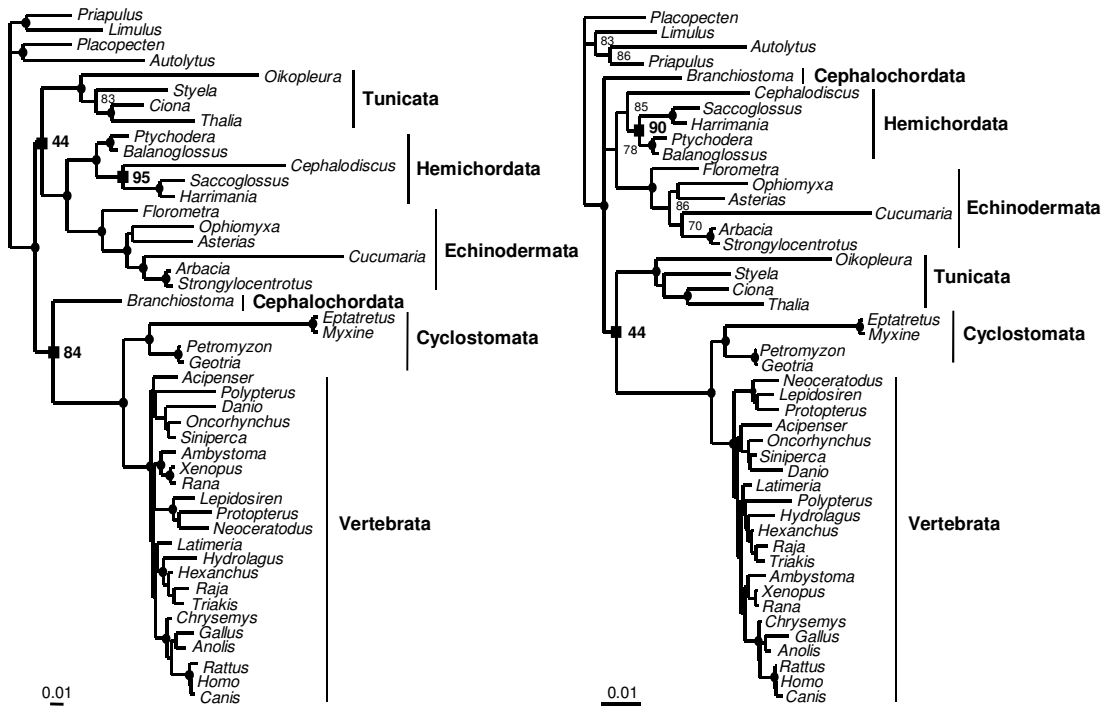 Priapulus
Limulus
Placopecten
Autolytus
Oikopleura
Styela
83
Ciona
Thalia
Tunicata
44
Ptychodera
Balanoglossus
Cephalodiscus
95
Saccoglossus
Harrimania
Hemichordata
Florometra
Ophiomyxa
Asterias
Cucumaria
Arbacia
Strongylocentrotus
Echinodermata
Branchiostoma
Cephalochordata
84
Eptatretus
Myxine
Petromyzon
Geotria
Cyclostomata
Acipenser
Polypterus
Danio
Oncorhynchus
Siniperca
Ambystoma
Xenopus
Rana
Lepidosiren
Protopterus
Neoceratodus
Latimeria
Hydrolagus
Hexanchus
Raja
Triakis
Chrysemys
Gallus
Anolis
Rattus
Homo
Canis
Vertebrata
0.01
Placopecten
Limulus
83
Autolytus
86
Priapulus
Branchiostoma
Cephalochordata
Cephalodiscus
85
Saccoglossus
Harrimania
90
Ptychodera
78
Balanoglossus
Hemichordata
Florometra
Ophiomyxa
Asterias
86
Cucumaria
70
Arbacia
Strongylocentrotus
Echinodermata
Oikopleura
Styela
Ciona
Thalia
Tunicata
44
Eptatretus
Myxine
Petromyzon
Geotria
Cyclostomata
Neoceratodus
Lepidosiren
Protopterus
Acipenser
Oncorhynchus
Siniperca
Danio
Latimeria
Polypterus
Hydrolagus
Hexanchus
Raja
Triakis
Ambystoma
Xenopus
Rana
Chrysemys
Gallus
Anolis
Rattus
Homo
Canis
Vertebrata
0.01